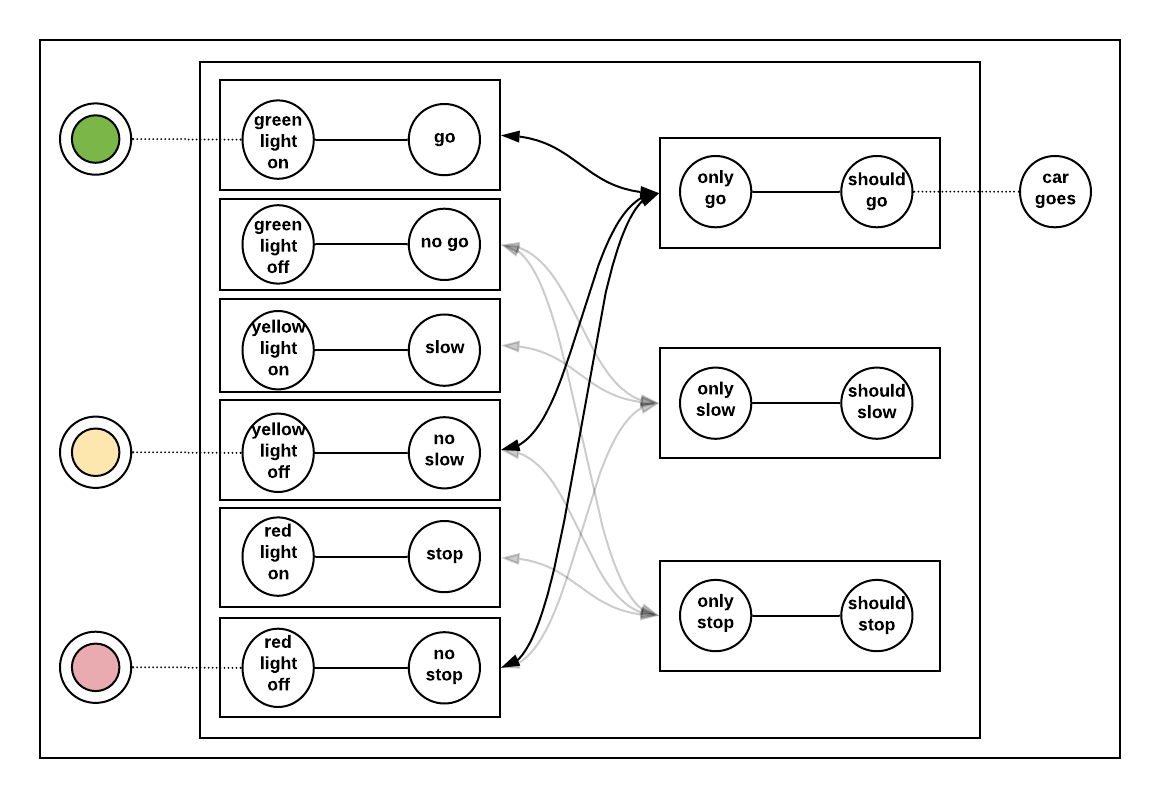 green
light
on
go
green
light
off
no go
yellow
light
on
slow
yellow
light
off
no
slow
red
light
on
stop
red
light
off
no
stop
only
go
should
go
only
slow
should
slow
only
stop
should
stop
car
goes